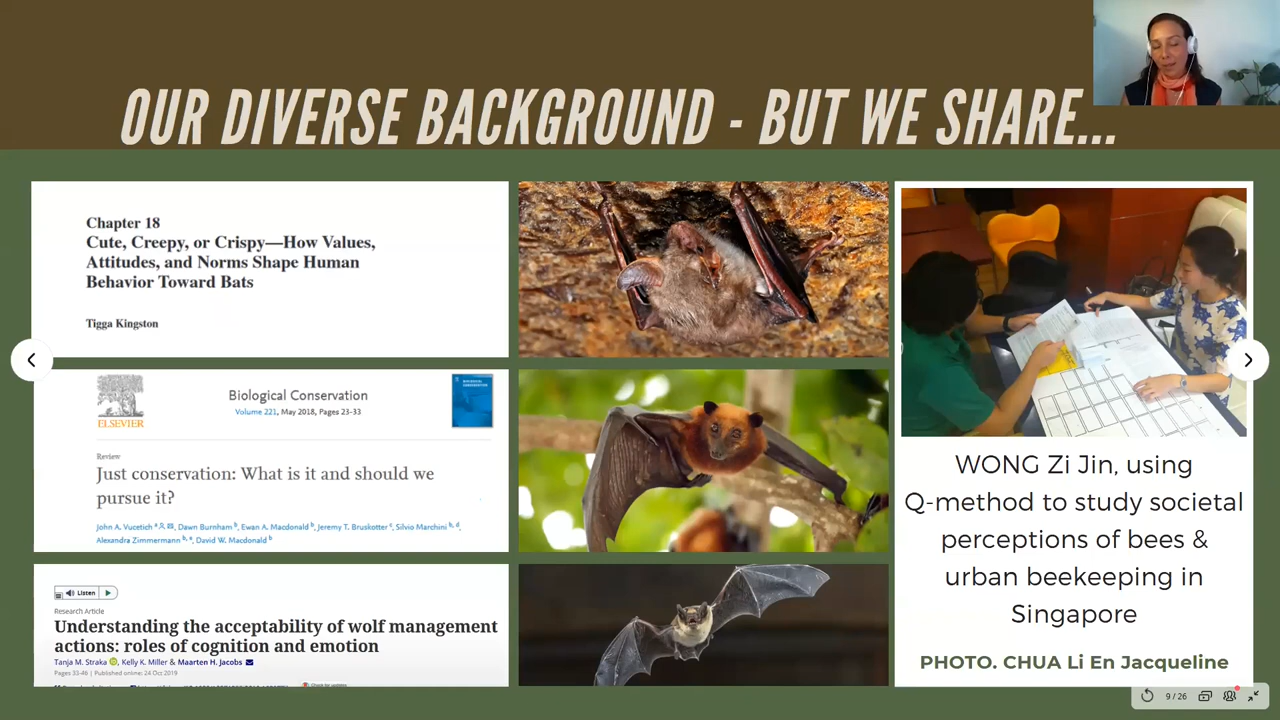 OUR DIVERSE BACKGROUND - BUT WE SHARE...
Chapter 18
Cute, Creepy, or Crispy—How Values,
Attitudes, and Norms Shape Human
Behavior Toward Bats
Tigga Kingston
ELSEVIER
Biological Conservation
Volume 221, May 2018, Pages 23-33
Review
Just conservation: What is it and should we
pursue it?
John A. Vucetich a, Dawn Burnham b, Ewan A. Macdonald b, Jeremy T. Bruskotter c, Silvio Marchini b, d,
Alexandra Zimmermann b, e, David W. Macdonald b
Listen
Research Article
Understanding the acceptability of wolf management
actions: roles of cognition and emotion
Tanja M. Straka, Kelly K. Miller & Maarten H. Jacobs
Pages 33-46 | Published online: 24 Oct 2019
WONG Zi Jin, using
Q-method to study societal
perceptions of bees &
urban beekeeping in
Singapore
PHOTO. CHUA Li En Jacqueline
9 / 26